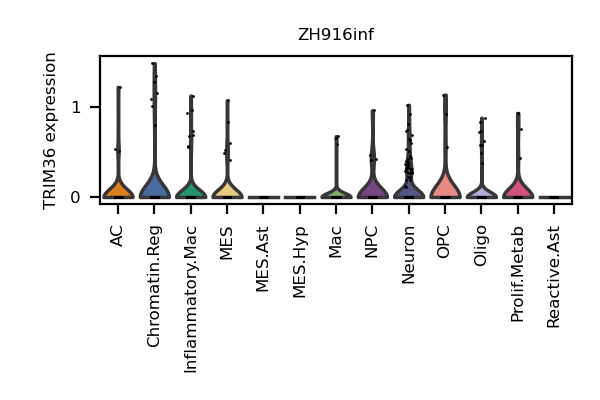 ZH916inf
TRIM36 expression
1
0
AC
Chromatin.Reg
Inflammatory.Mac
MES
MES.Ast
MES.Hyp
Mac
NPC
Neuron
OPC
Oligo
Prolif.Metab
Reactive.Ast